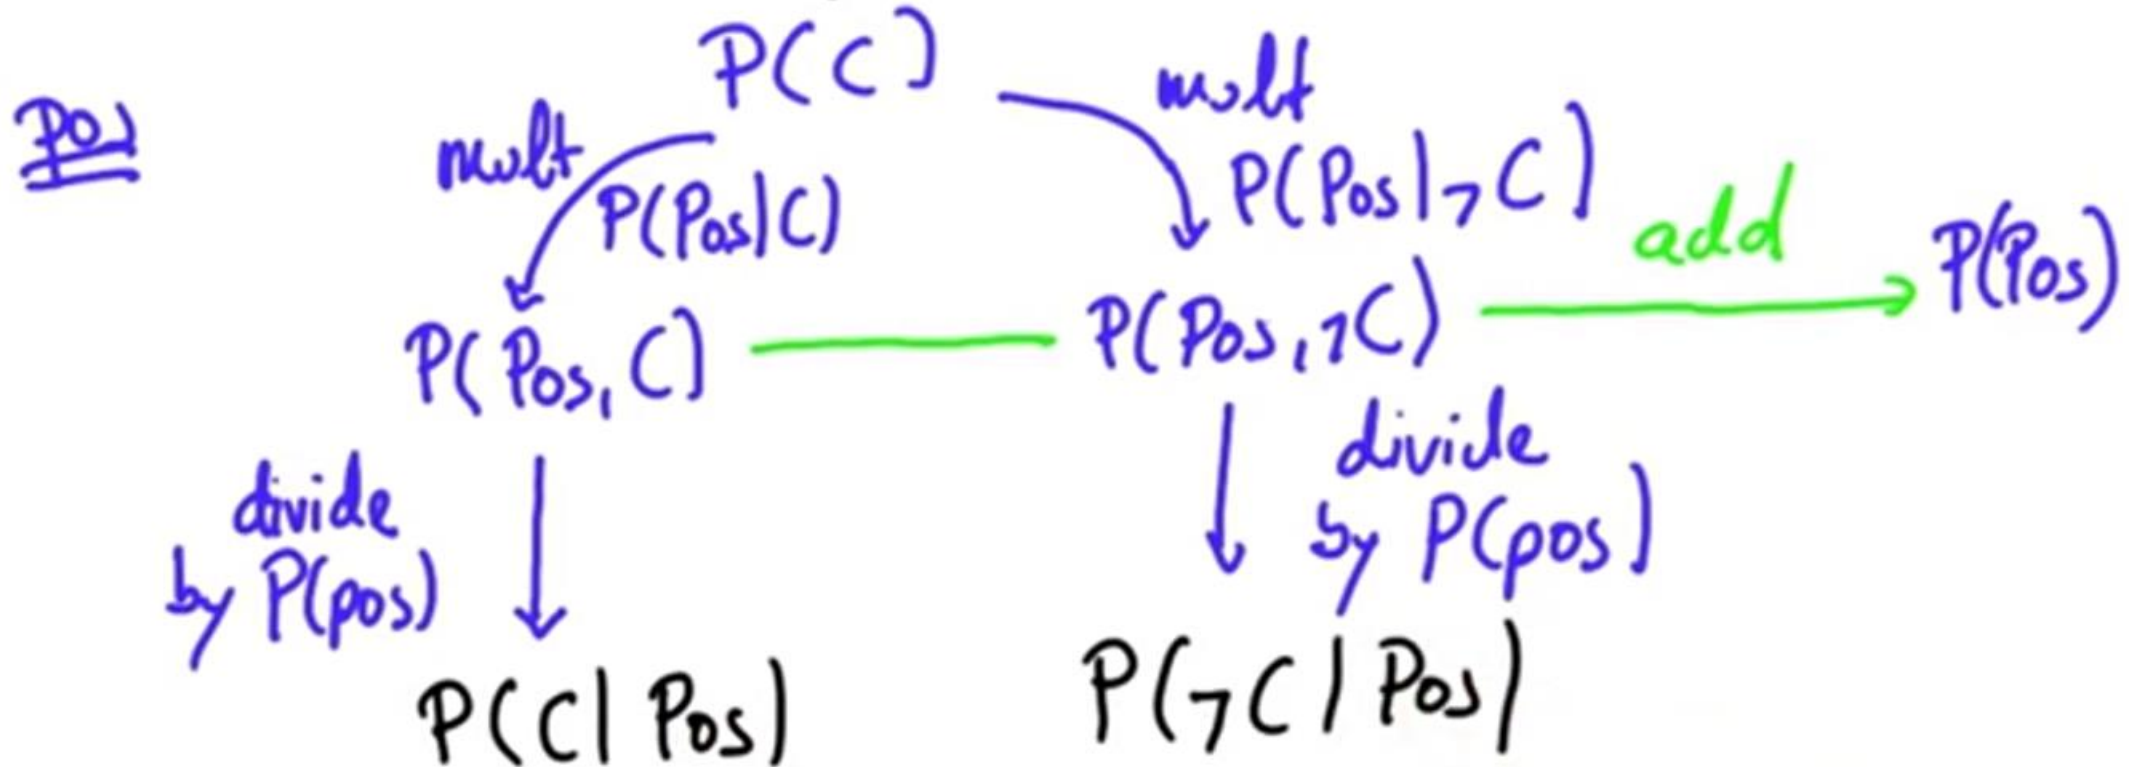 P(C)
Pos
mult
P(Pos|C)
mult
P(Pos|¬C)
P(Pos, C)
P(Pos, ¬C)
add
P(Pos)
divide
by P(pos)
divide
by P(pos)
P(C|Pos)
P(¬C|Pos)